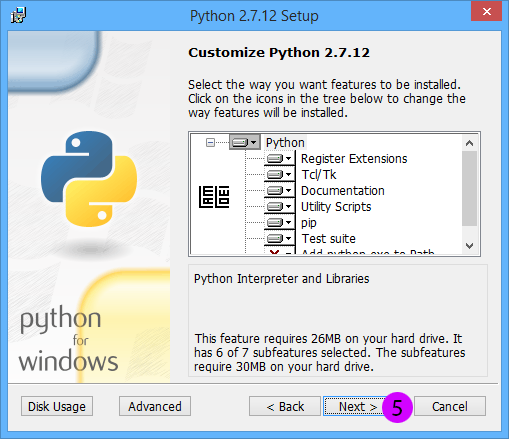 Python 2.7.12 Setup
Customize Python 2.7.12
Select the way you want features to be installed.
Click on the icons in the tree below to change the
way features will be installed.
Python
Register Extensions
Tcl/Tk
Documentation
Utility Scripts
pip
Test suite
Add python.exe to Path
Python Interpreter and Libraries
This feature requires 26MB on your hard drive. It
has 6 of 7 subfeatures selected. The subfeatures
require 30MB on your hard drive.
python
for
windows
Disk Usage
Advanced
< Back
Next >
5
Cancel